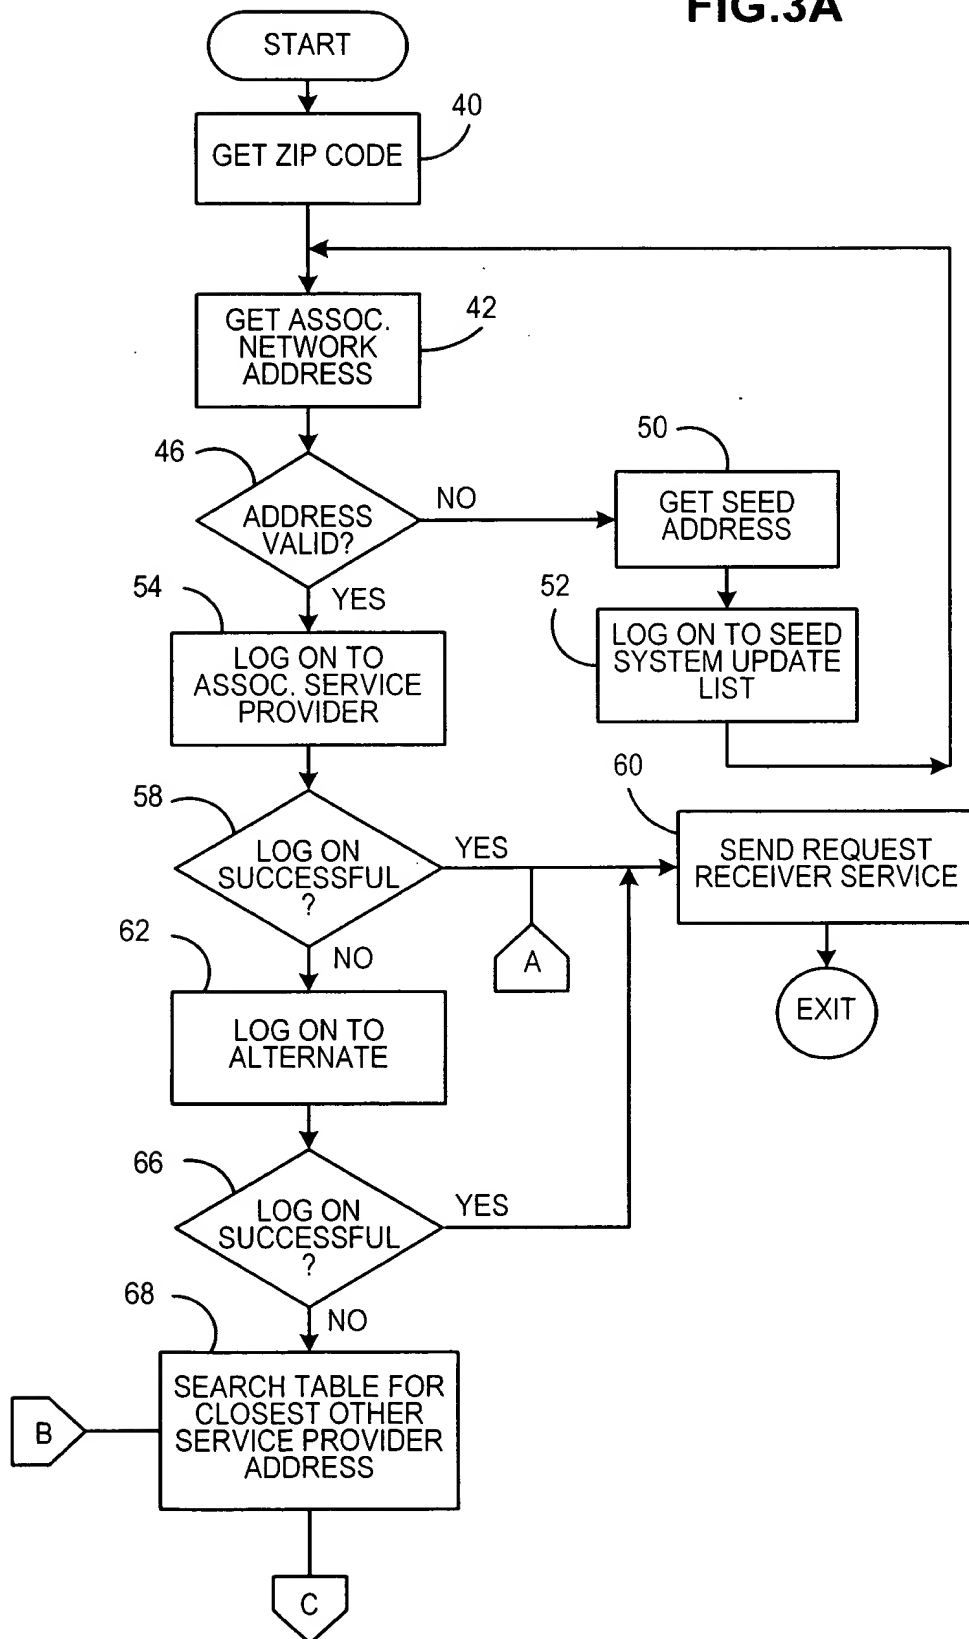 FIG.3A
START
40
GET ZIP CODE
42
GET ASSOC.
NETWORK
ADDRESS
46
ADDRESS
VALID?
NO
50
GET SEED
ADDRESS
YES
52
LOG ON TO SEED
SYSTEM UPDATE
LIST
54
LOG ON TO
ASSOC. SERVICE
PROVIDER
58
LOG ON
SUCCESSFUL
?
YES
60
SEND REQUEST
RECEIVER SERVICE
A
EXIT
NO
62
LOG ON TO
ALTERNATE
66
LOG ON
SUCCESSFUL
?
YES
NO
68
SEARCH TABLE FOR
CLOSEST OTHER
SERVICE PROVIDER
ADDRESS
B
C